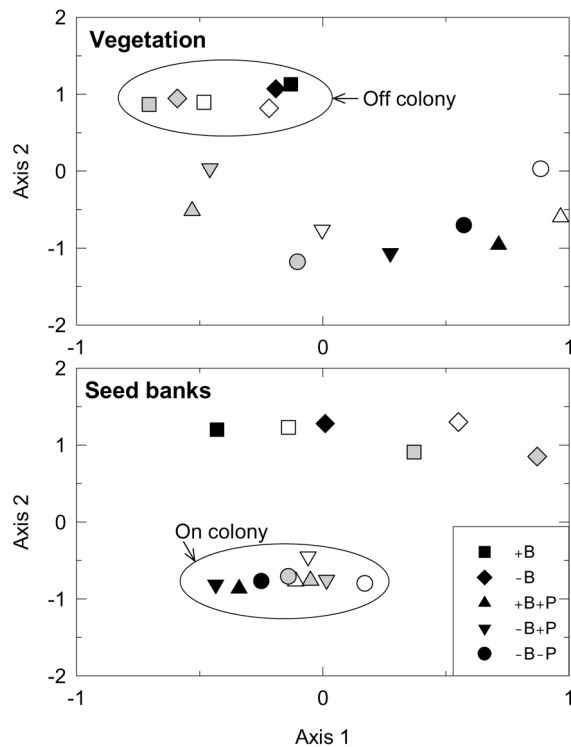 2
Vegetation
1
Off colony
0
Axis 2
-1
-2
-1
0
1
2
Seed banks
1
0
Axis 2
On colony
-1
-2
+B
-B
+B+P
-B+P
-B-P
-1
0
1
Axis 1